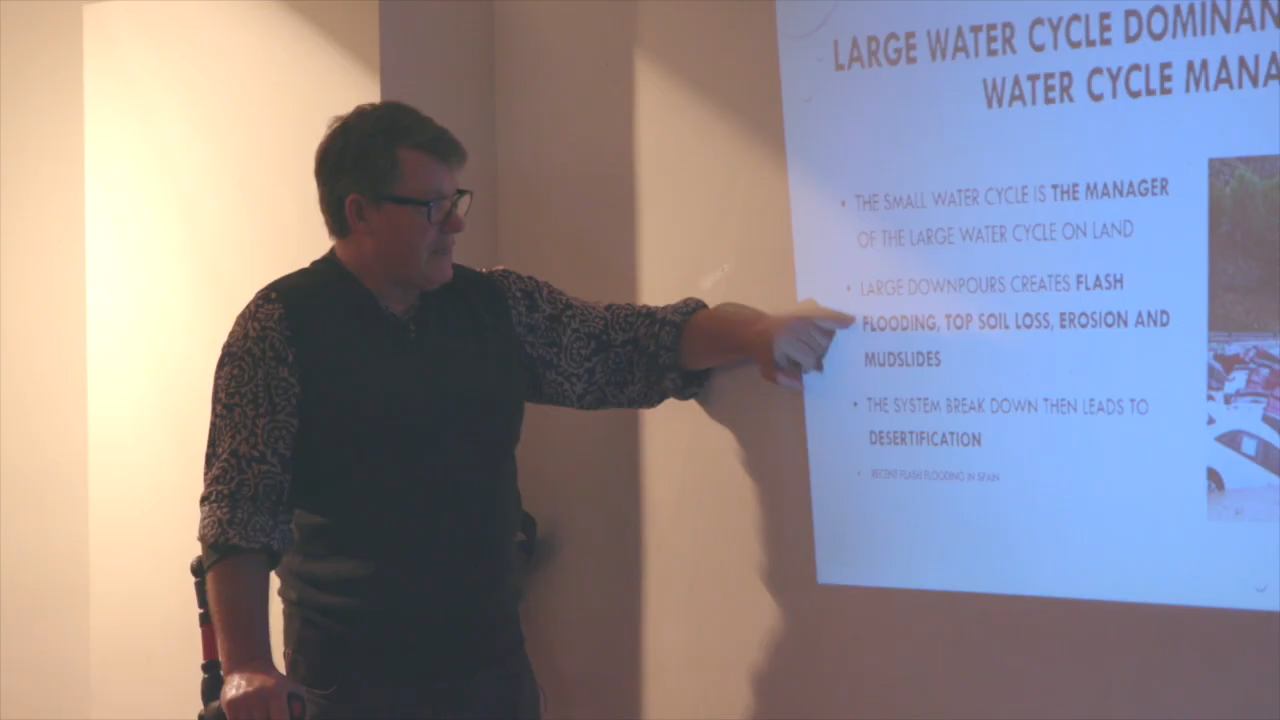 LARGE WATER CYCLE DOMINAN
WATER CYCLE MANA
• THE SMALL WATER CYCLE IS THE MANAGER
OF THE LARGE WATER CYCLE ON LAND
• LARGE DOWNPOURS CREATES FLASH
FLOODING, TOP SOIL LOSS, EROSION AND
MUDSLIDES
• THE SYSTEM BREAK DOWN THEN LEADS TO
DESERTIFICATION
• RECENT FLASH FLOODING IN SPAIN